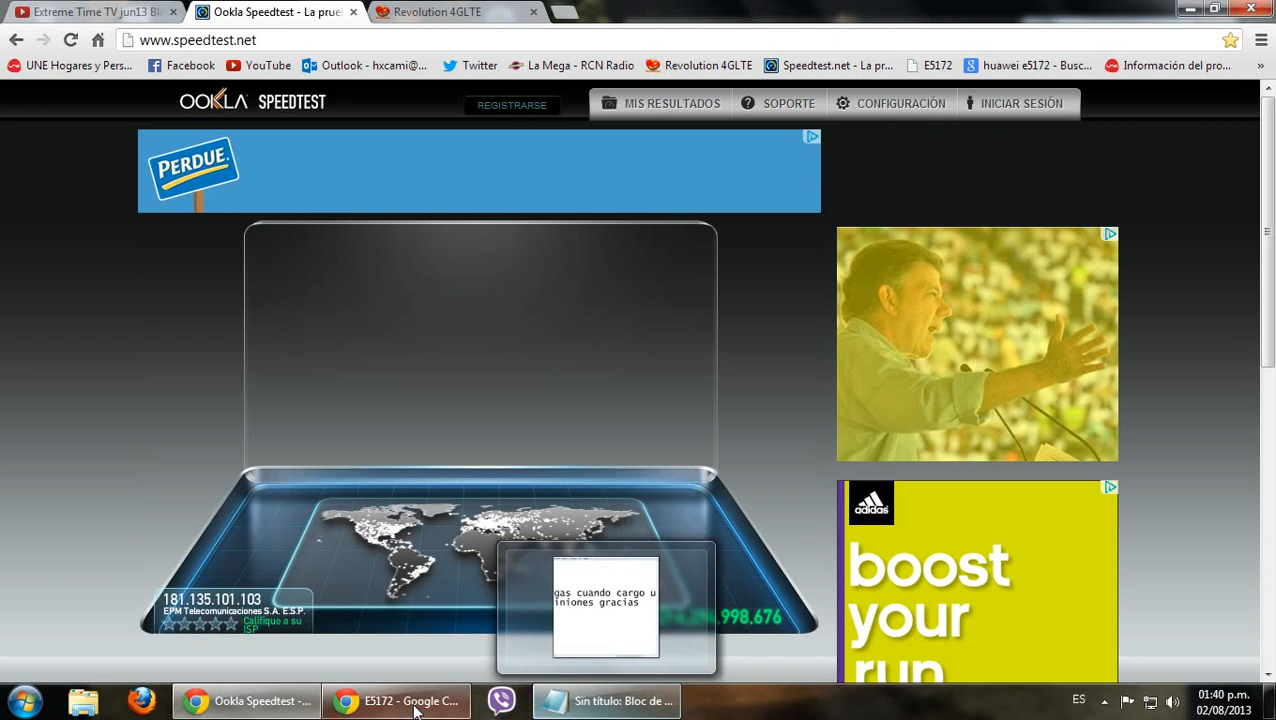 Extreme Time TV jun13 Bl
Ookla Speedtest - La prue
Revolution 4GLTE
www.speedtest.net
UNE Hogares y Pers...
Facebook
YouTube
Outlook - hxcami@...
Twitter
La Mega - RCN Radio
Revolution 4GLTE
Speedtest.net - La pr...
E5172
huawei e5172 - Busc...
Información del pro...
»
OOKLA SPEEDTEST
REGISTRARSE
MIS RESULTADOS
SOPORTE
CONFIGURACIÓN
INICIAR SESIÓN
PERDUE
adidas
boost
your
run
181.135.101.103
EPM Telecomunicaciones S.A. E.S.P.
Califique a su
ISP
gas cuando cargo u
iniones gracias
998,676
Ookla Speedtest -...
E5172 - Google C...
Sin título: Bloc de ...
ES
01:40 p.m.
02/08/2013